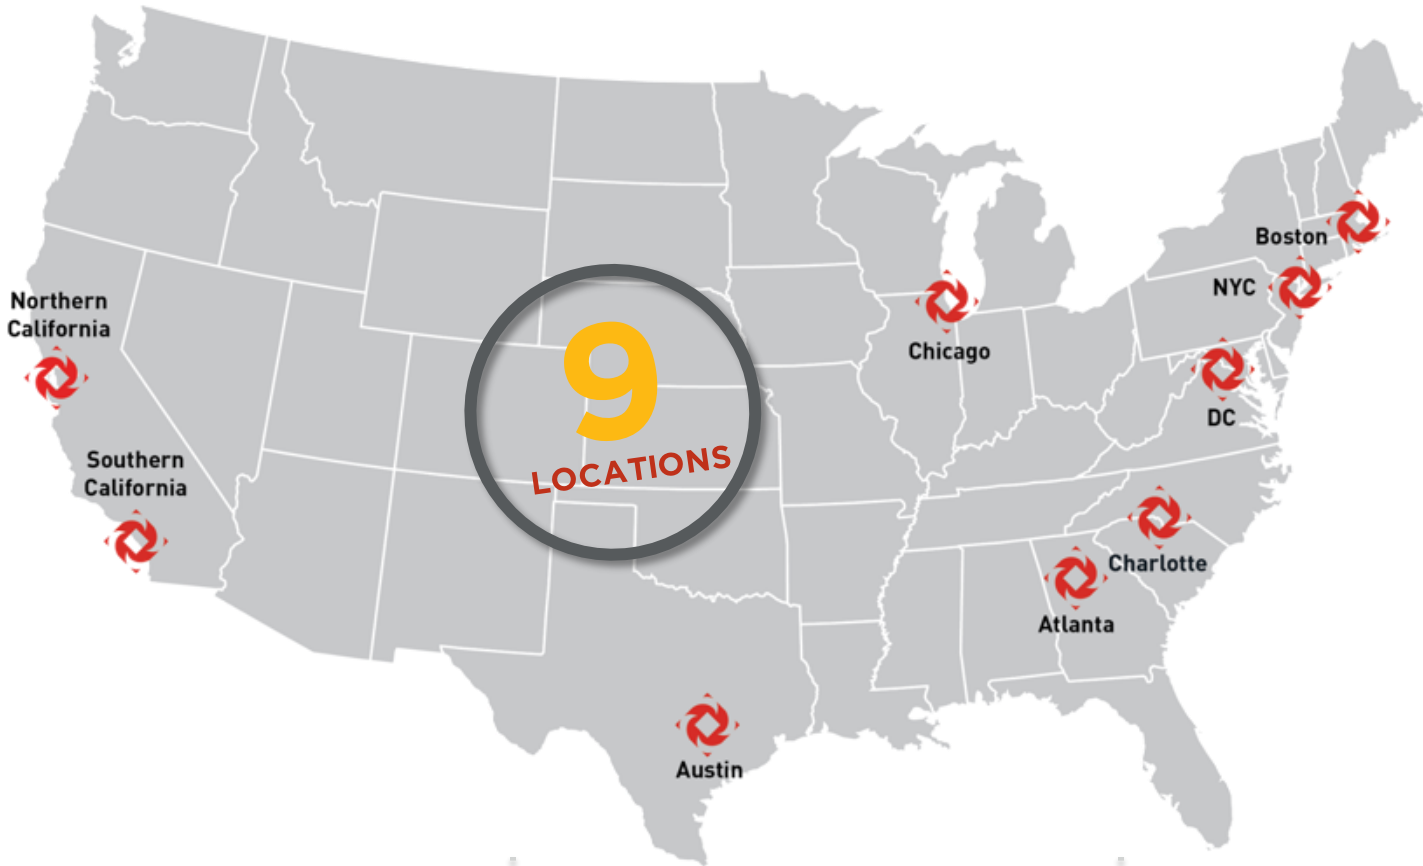 Boston
NYC
Northern
California
9
Chicago
DC
Southern
California
LOCATIONS
Charlotte
Atlanta
Austin